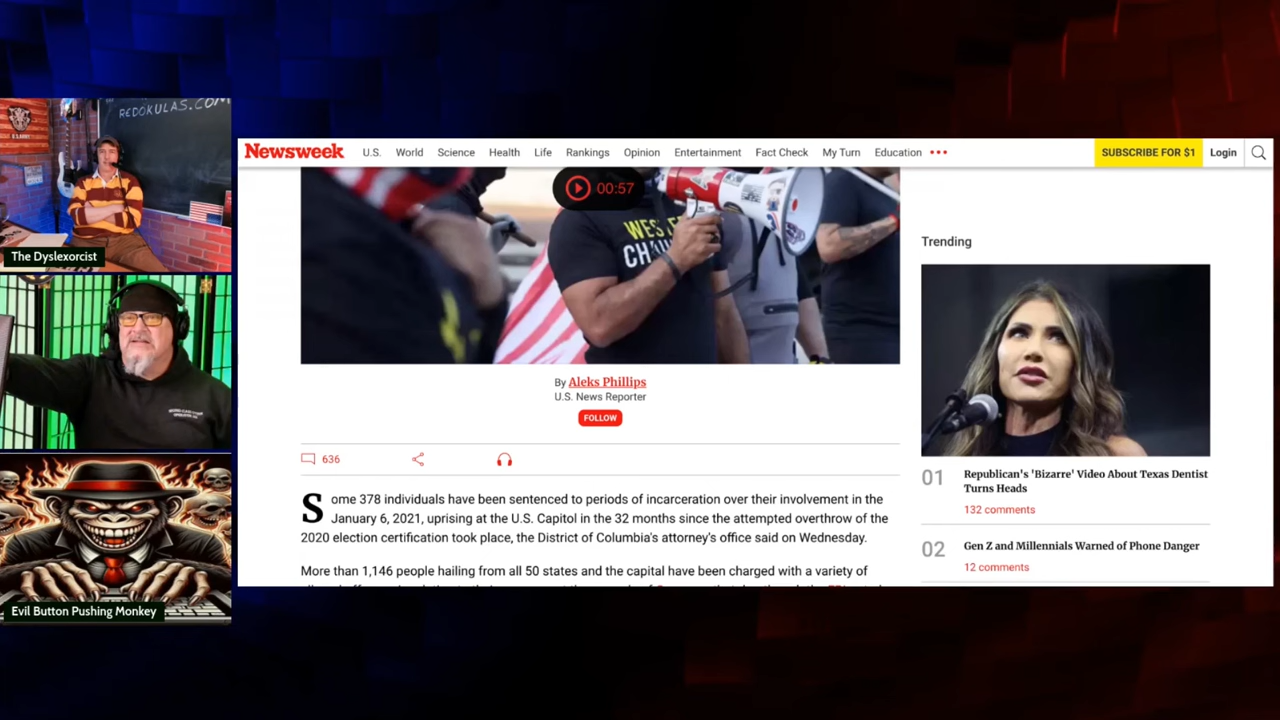 REDOKULAS.COM
The Dyslexorcist
Evil Button Pushing Monkey
Newsweek
U.S. World Science Health Life Rankings Opinion Entertainment Fact Check My Turn Education ••• SUBSCRIBE FOR $1 Login
00:57
By Aleks Phillips
U.S. News Reporter
FOLLOW
636
Some 378 individuals have been sentenced to periods of incarceration over their involvement in the
January 6, 2021, uprising at the U.S. Capitol in the 32 months since the attempted overthrow of the
2020 election certification took place, the District of Columbia's attorney's office said on Wednesday.
More than 1,146 people hailing from all 50 states and the capital have been charged with a variety of
Trending
01 Republican's 'Bizarre' Video About Texas Dentist
Turns Heads
132 comments
02 Gen Z and Millennials Warned of Phone Danger
12 comments